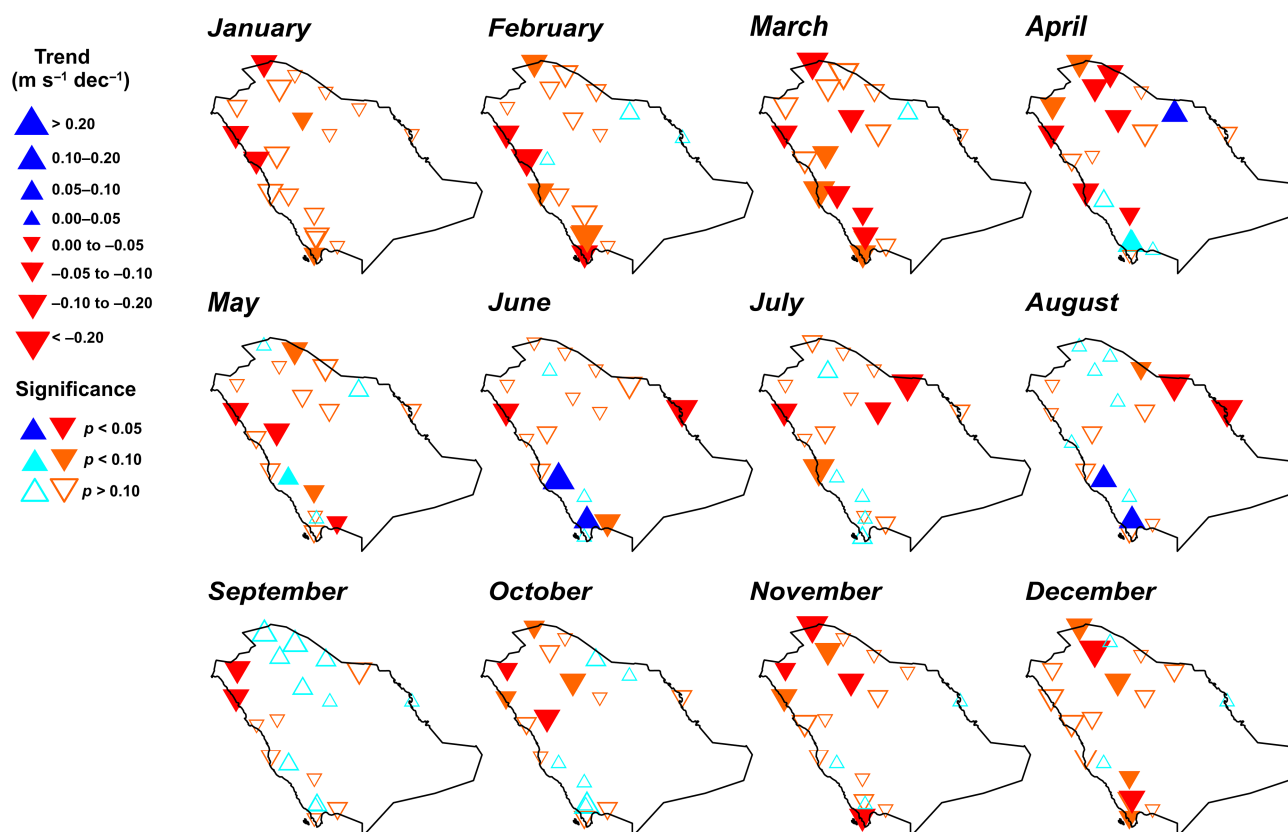 January
February
March
April
Trend
(m s⁻¹ dec⁻¹)
> 0.20
0.10–0.20
0.05–0.10
0.00–0.05
0.00 to –0.05
–0.05 to –0.10
–0.10 to –0.20
< –0.20
May
June
July
August
Significance
p < 0.05
p < 0.10
p > 0.10
September
October
November
December